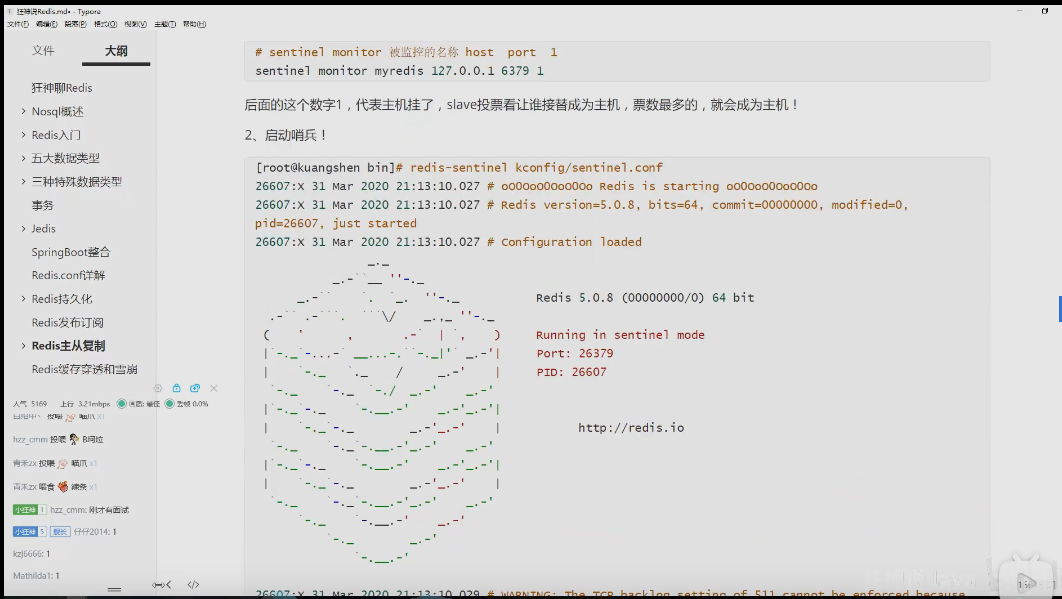 狂神说Redis.md• - Typora
文件(F) 编辑(E) 段落(P) 格式(O) 视图(V) 主题(T) 帮助(H)
文件 大纲
狂神聊Redis
Nosql概述
Redis入门
五大数据类型
三种特殊数据类型
事务
Jedis
SpringBoot整合
Redis.conf详解
Redis持久化
Redis发布订阅
Redis主从复制
Redis缓存穿透和雪崩
人气 5169 上行 3.21mbps 画质: 最佳 丢帧 0.0%
投喂 喵爪 x1
hzz_cmm 投喂 B坷垃
青禾zx 投喂 喵爪 x1
青禾zx 喂食 辣条 x1
小狂神 1 hzz_cmm: 刚才有面试
小狂神 5 舰长 仔仔2014: 1
kzj6666: 1
Mathilda1: 1
# sentinel monitor 被监控的名称 host port 1
sentinel monitor myredis 127.0.0.1 6379 1
后面的这个数字1，代表主机挂了，slave投票看让谁接替成为主机，票数最多的，就会成为主机！
2、启动哨兵！
[root@kuangshen bin]# redis-sentinel kconfig/sentinel.conf
26607:X 31 Mar 2020 21:13:10.027 # oO0OoO0OoO0Oo Redis is starting oO0OoO0OoO0Oo
26607:X 31 Mar 2020 21:13:10.027 # Redis version=5.0.8, bits=64, commit=00000000, modified=0,
pid=26607, just started
26607:X 31 Mar 2020 21:13:10.027 # Configuration loaded
Redis 5.0.8 (00000000/0) 64 bit
Running in sentinel mode
Port: 26379
PID: 26607
http://redis.io
26607:X 31 Mar 2020 21:13:10.029 # WARNING: The TCP backlog setting of 511 cannot be enforced because